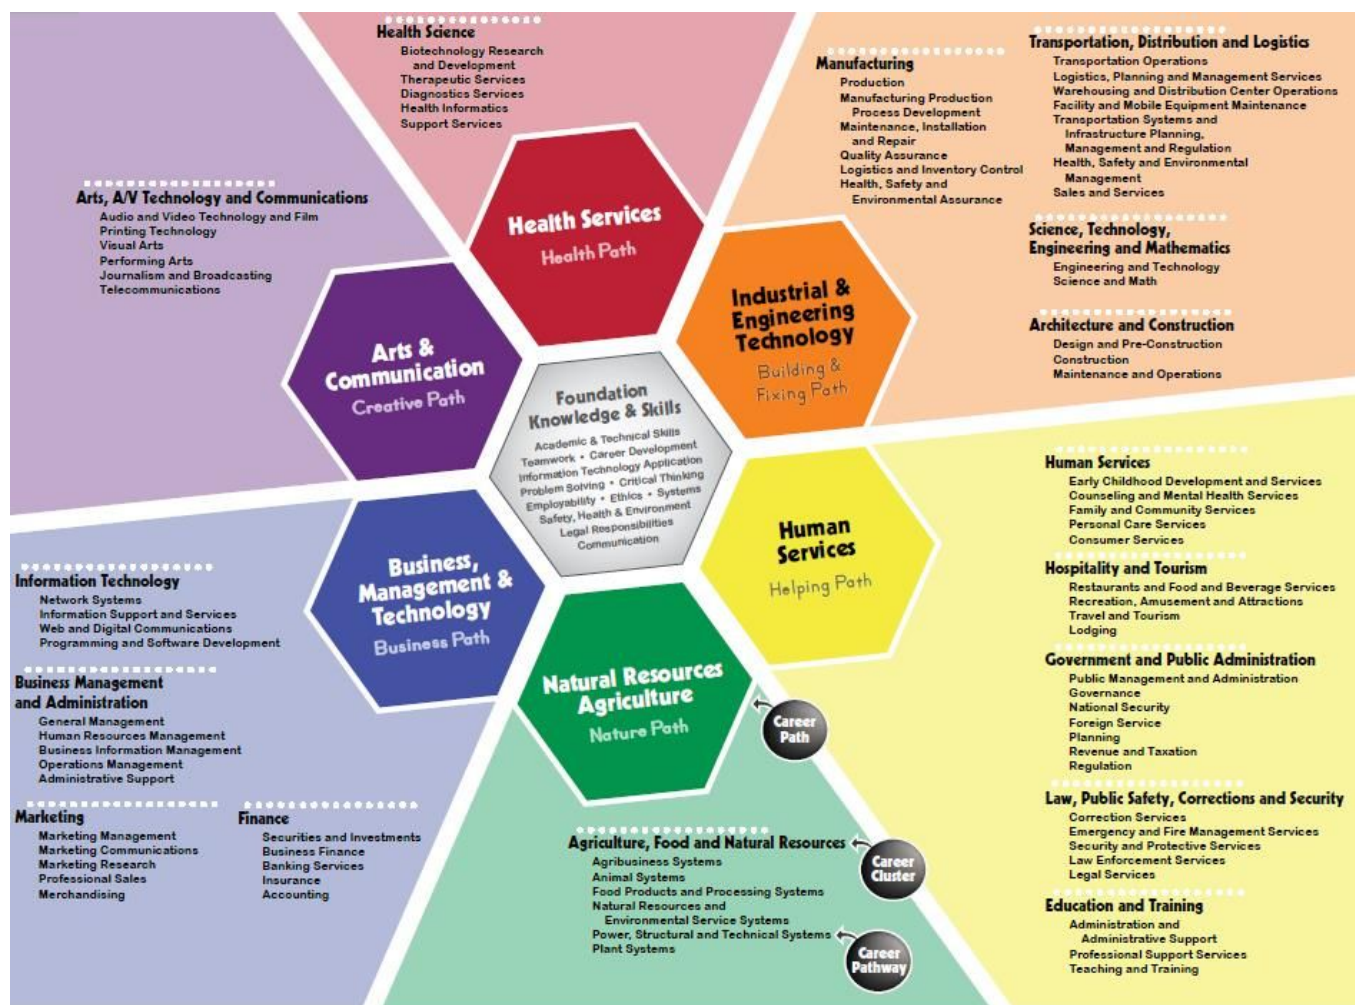 Health Science
Biotechnology Research
and Development
Therapeutic Services
Diagnostics Services
Health Informatics
Support Services
Manufacturing
Production
Manufacturing Production
Process Development
Maintenance, Installation
and Repair
Quality Assurance
Logistics and Inventory Control
Health, Safety and
Environmental Assurance
Transportation, Distribution and Logistics
Transportation Operations
Logistics, Planning and Management Services
Warehousing and Distribution Center Operations
Facility and Mobile Equipment Maintenance
Transportation Systems and
Infrastructure Planning,
Management and Regulation
Health, Safety and Environmental
Management
Sales and Services
Science, Technology,
Engineering and Mathematics
Engineering and Technology
Science and Math
Architecture and Construction
Design and Pre-Construction
Construction
Maintenance and Operations
Arts, A/V Technology and Communications
Audio and Video Technology and Film
Printing Technology
Visual Arts
Performing Arts
Journalism and Broadcasting
Telecommunications
Health Services
Health Path
Industrial &
Engineering
Technology
Building &
Fixing Path
Arts &
Communication
Creative Path
Foundation
Knowledge & Skills
Academic & Technical Skills
Teamwork • Career Development
Information Technology Application
Problem Solving • Critical Thinking
Employability • Ethics • Systems
Safety, Health & Environment
Legal Responsibilities
Communication
Human
Services
Helping Path
Business,
Management &
Technology
Business Path
Natural Resources
Agriculture
Nature Path
Career
Path
Information Technology
Network Systems
Information Support and Services
Web and Digital Communications
Programming and Software Development
Business Management
and Administration
General Management
Human Resources Management
Business Information Management
Operations Management
Administrative Support
Marketing
Marketing Management
Marketing Communications
Marketing Research
Professional Sales
Merchandising
Finance
Securities and Investments
Business Finance
Banking Services
Insurance
Accounting
Agriculture, Food and Natural Resources
Agribusiness Systems
Animal Systems
Food Products and Processing Systems
Natural Resources and
Environmental Service Systems
Power, Structural and Technical Systems
Plant Systems
Career
Cluster
Career
Pathway
Human Services
Early Childhood Development and Services
Counseling and Mental Health Services
Family and Community Services
Personal Care Services
Consumer Services
Hospitality and Tourism
Restaurants and Food and Beverage Services
Recreation, Amusement and Attractions
Travel and Tourism
Lodging
Government and Public Administration
Public Management and Administration
Governance
National Security
Foreign Service
Planning
Revenue and Taxation
Regulation
Law, Public Safety, Corrections and Security
Correction Services
Emergency and Fire Management Services
Security and Protective Services
Law Enforcement Services
Legal Services
Education and Training
Administration and
Administrative Support
Professional Support Services
Teaching and Training